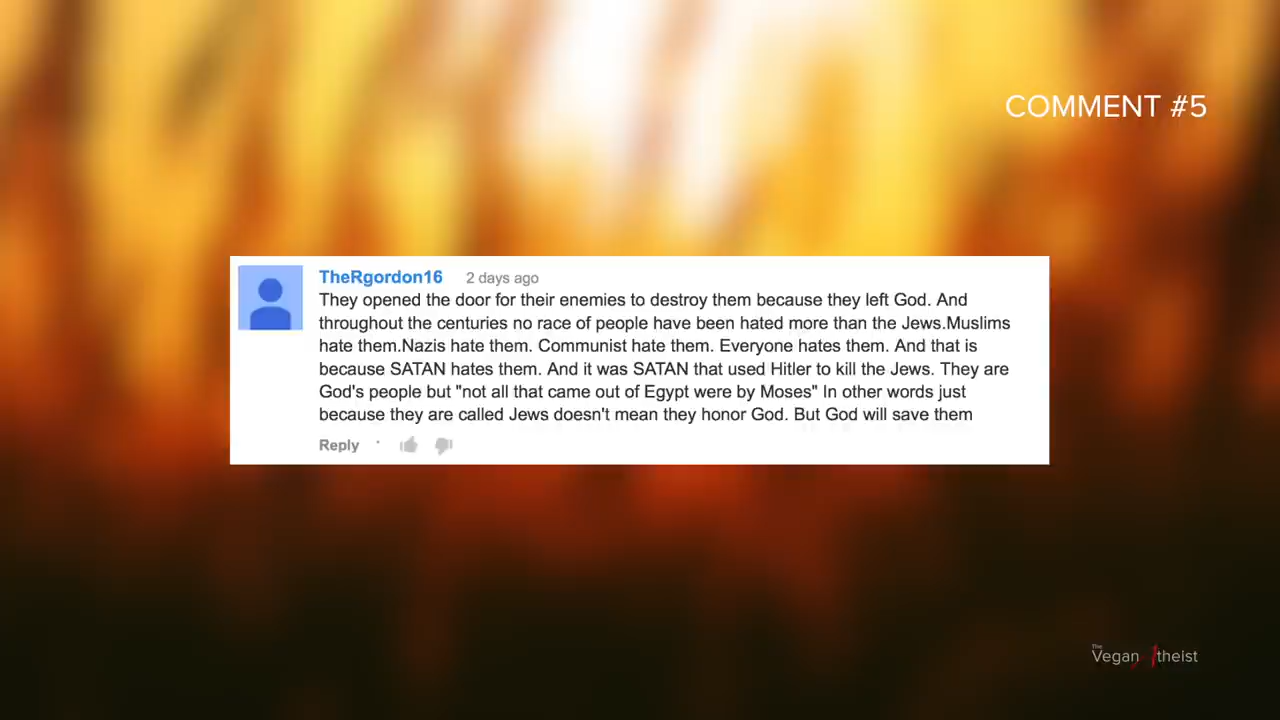 COMMENT #5
TheRgordon16 2 days ago
They opened the door for their enemies to destroy them because they left God. And
throughout the centuries no race of people have been hated more than the Jews.Muslims
hate them.Nazis hate them. Communist hate them. Everyone hates them. And that is
because SATAN hates them. And it was SATAN that used Hitler to kill the Jews. They are
God's people but "not all that came out of Egypt were by Moses" In other words just
because they are called Jews doesn't mean they honor God. But God will save them
Reply
The
Vegan Atheist